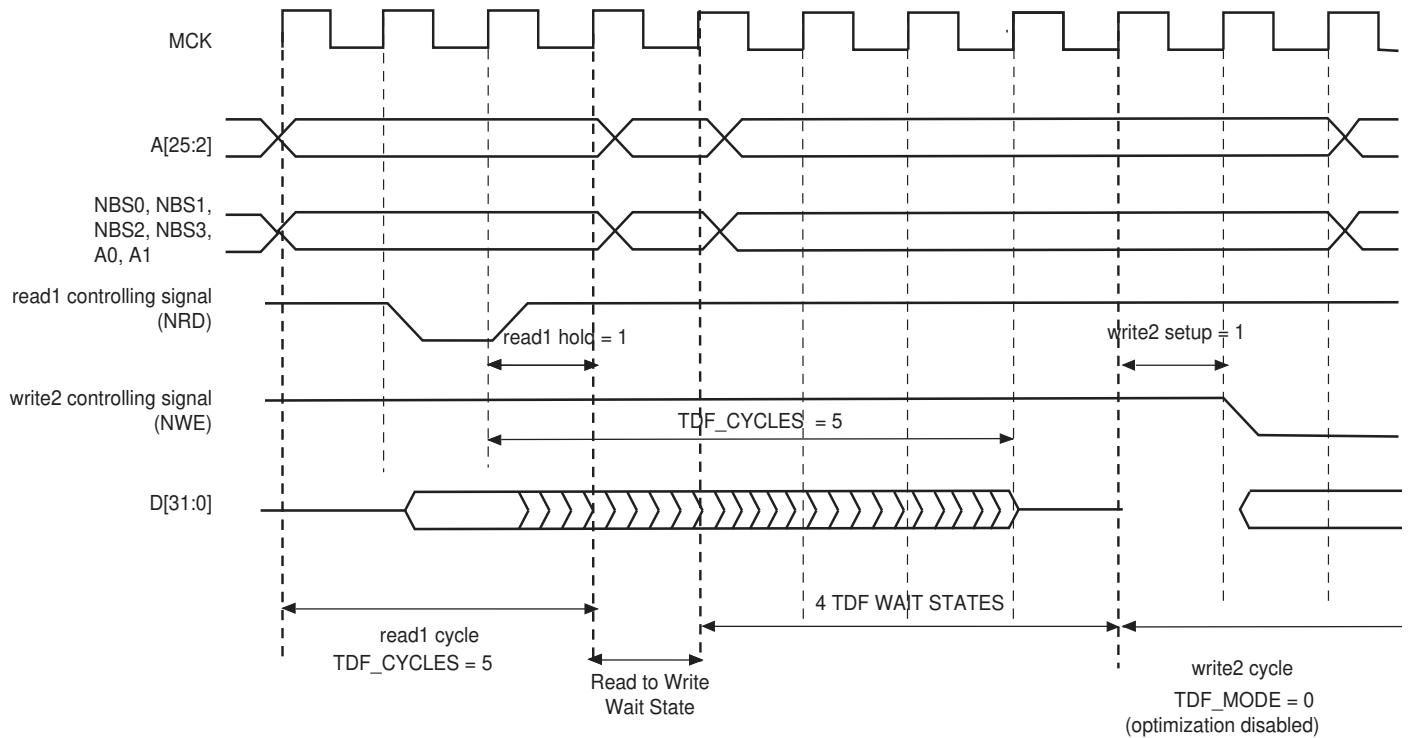 MCK
A[25:2]
NBS0, NBS1,
NBS2, NBS3,
A0, A1
read1 controlling signal
(NRD)
read1 hold = 1
write2 setup = 1
write2 controlling signal
(NWE)
TDF_CYCLES = 5
D[31:0]
4 TDF WAIT STATES
read1 cycle
TDF_CYCLES = 5
Read to Write
Wait State
write2 cycle
TDF_MODE = 0
(optimization disabled)